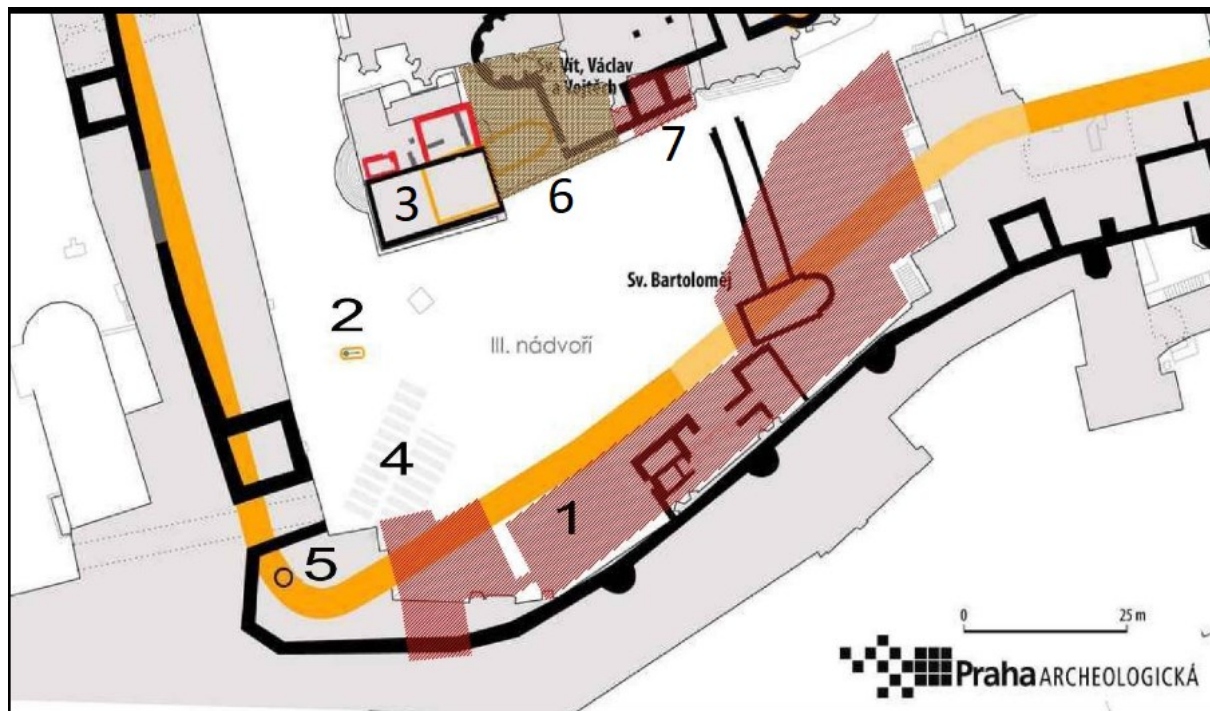 Sv. Vít, Václav
a Vojtěch
7
3
6
Sv. Bartoloměj
2
III. nádvoří
4
1
5
0 25 m
Praha ARCHEOLOGICKÁ